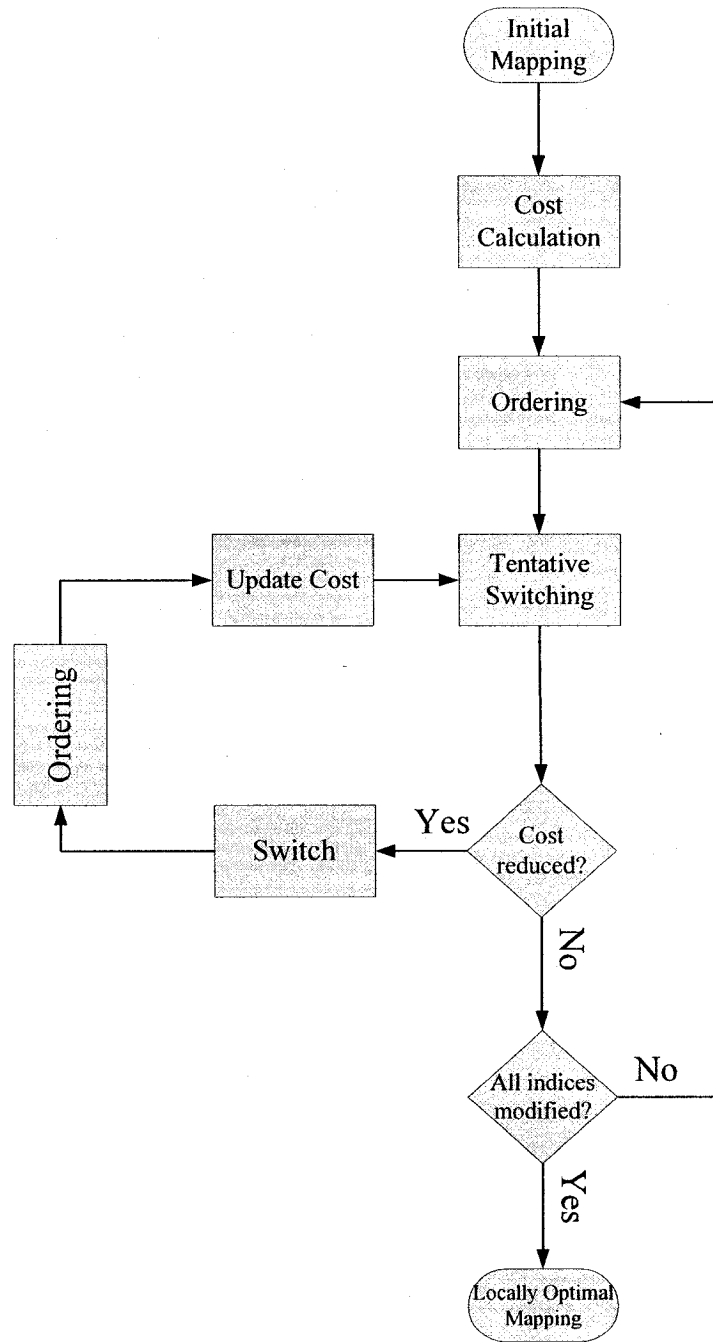 Initial
Mapping
Cost
Calculation
Ordering
Tentative
Switching
Update Cost
Ordering
Switch
Yes
Cost
reduced?
No
All indices
modified?
No
Yes
Locally Optimal
Mapping